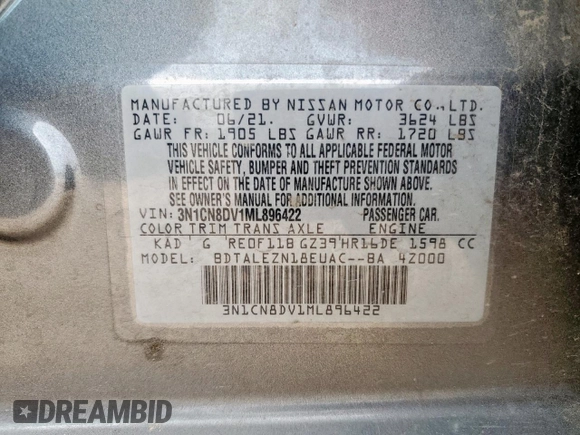 MANUFACTURED BY NISSAN MOTOR CO.,LTD.
DATE: 06/21. GVWR: 3624 LBS
GAWR FR: 1905 LBS GAWR RR: 1720 LBS
THIS VEHICLE CONFORMS TO ALL APPLICABLE FEDERAL MOTOR
VEHICLE SAFETY, BUMPER AND THEFT PREVENTION STANDARDS
IN EFFECT ON THE DATE OF MANUFACTURE SHOWN ABOVE.
SEE OWNER'S MANUAL FOR ADDITIONAL INFORMATION.
VIN: 3N1CN8DV1ML896422 PASSENGER CAR.
COLOR TRIM TRANS AXLE ENGINE
KAD ' G 'RE0F11B GZ39'HR16DE 1598 CC
MODEL: BDTALEZN18EUAC--BA 4Z000
3N1CN8DV1ML896422
DREAMBID